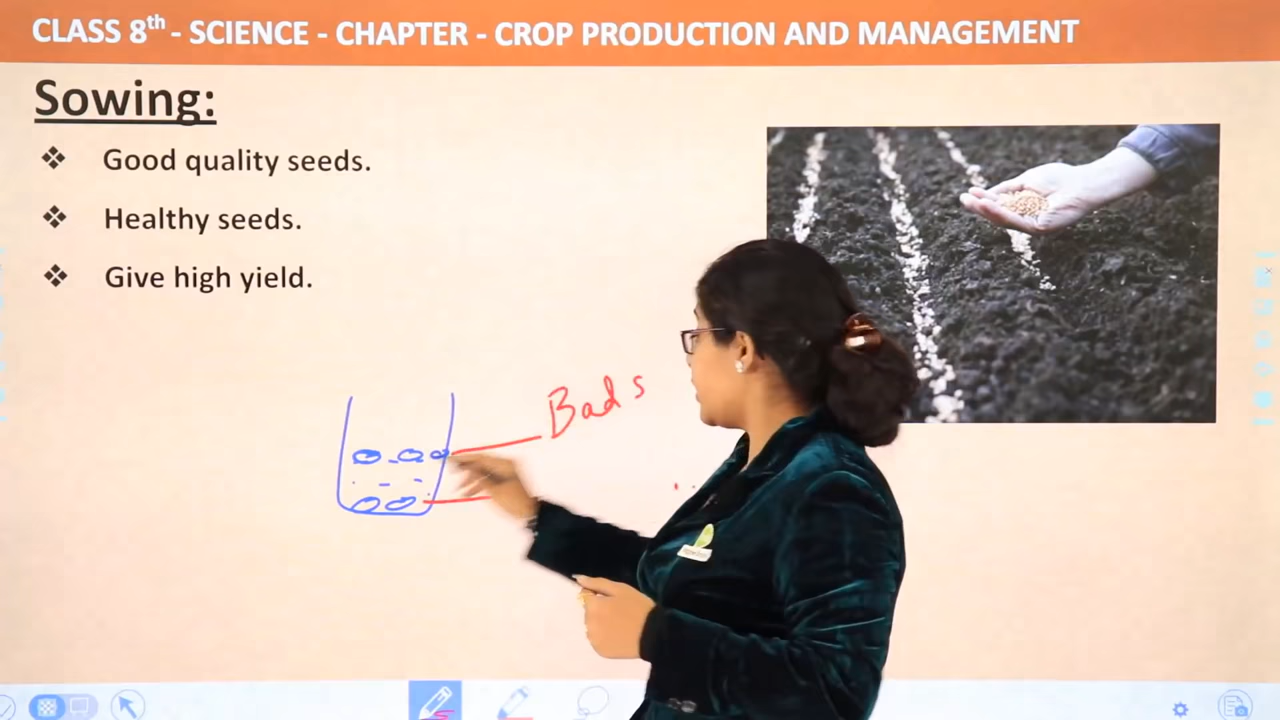 CLASS 8th - SCIENCE - CHAPTER - CROP PRODUCTION AND MANAGEMENT
Sowing:
❖ Good quality seeds.
❖ Healthy seeds.
❖ Give high yield.
Bad s